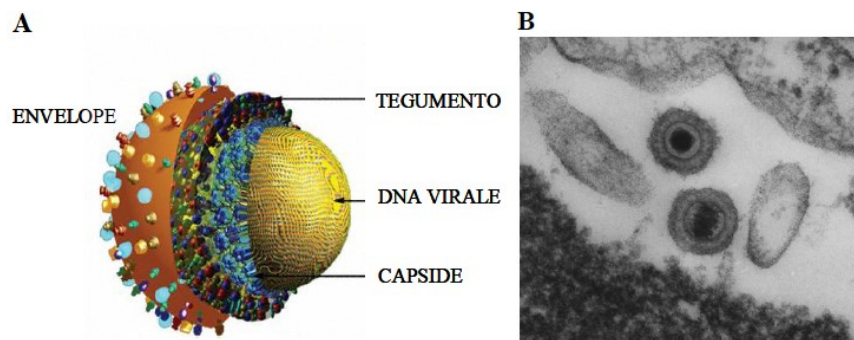 A
B
ENVELOPE
TEGUMENTO
DNA VIRALE
CAPSIDE